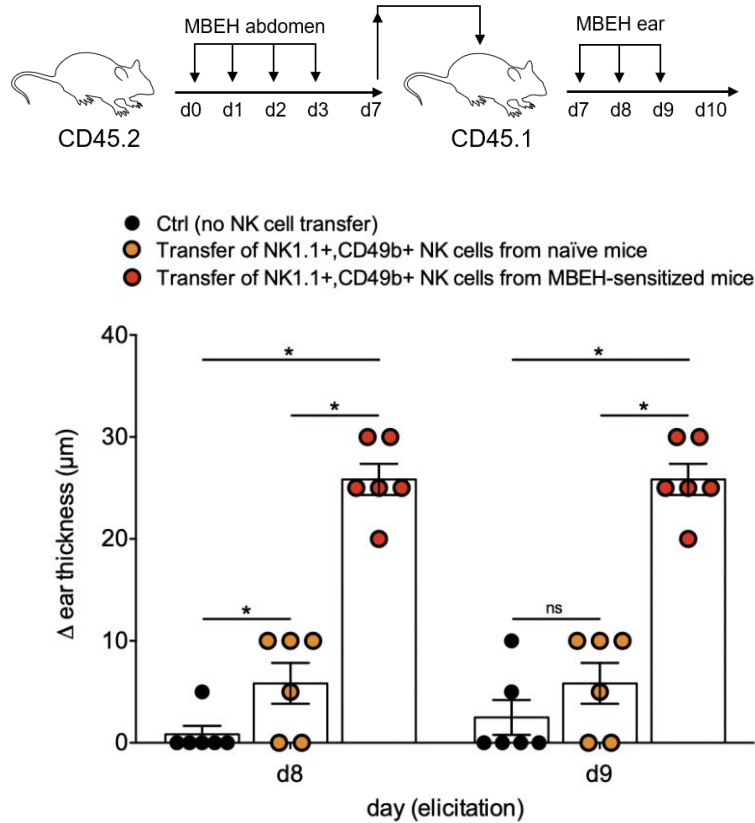 MBEH abdomen
MBEH ear
d0 d1 d2 d3 d7
d7 d8 d9 d10
CD45.2
CD45.1
Ctrl (no NK cell transfer)
Transfer of NK1.1+,CD49b+ NK cells from naïve mice
Transfer of NK1.1+,CD49b+ NK cells from MBEH-sensitized mice
Δ ear thickness (µm)
40
* *
* *
30
20
* ns
10
0
d8 d9
day (elicitation)